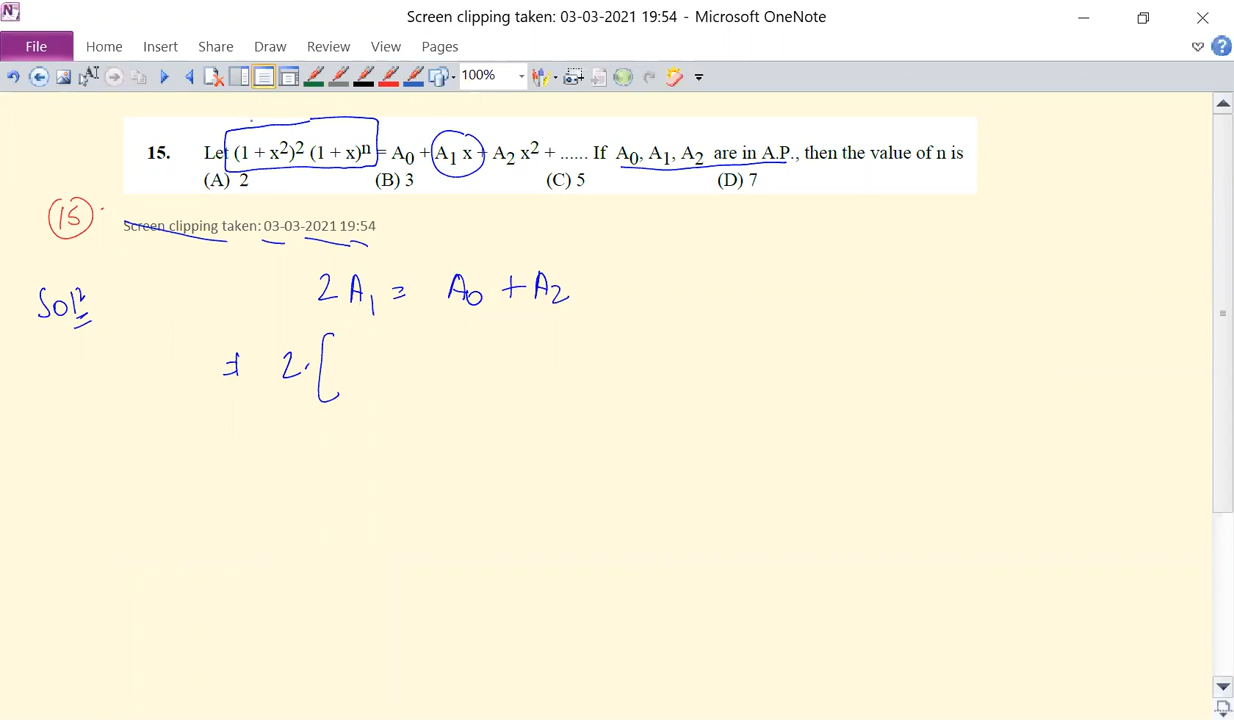 Screen clipping taken: 03-03-2021 19:54 - Microsoft OneNote
File Home Insert Share Draw Review View Pages
100%
15. Let (1 + x²)² (1 + x)ⁿ = A₀ + A₁ x + A₂ x² + ...... If A₀, A₁, A₂ are in A.P., then the value of n is
(A) 2 (B) 3 (C) 5 (D) 7
15
Screen clipping taken: 03-03-2021 19:54
2A₁ = A₀ + A₂
Solⁿ
2. [